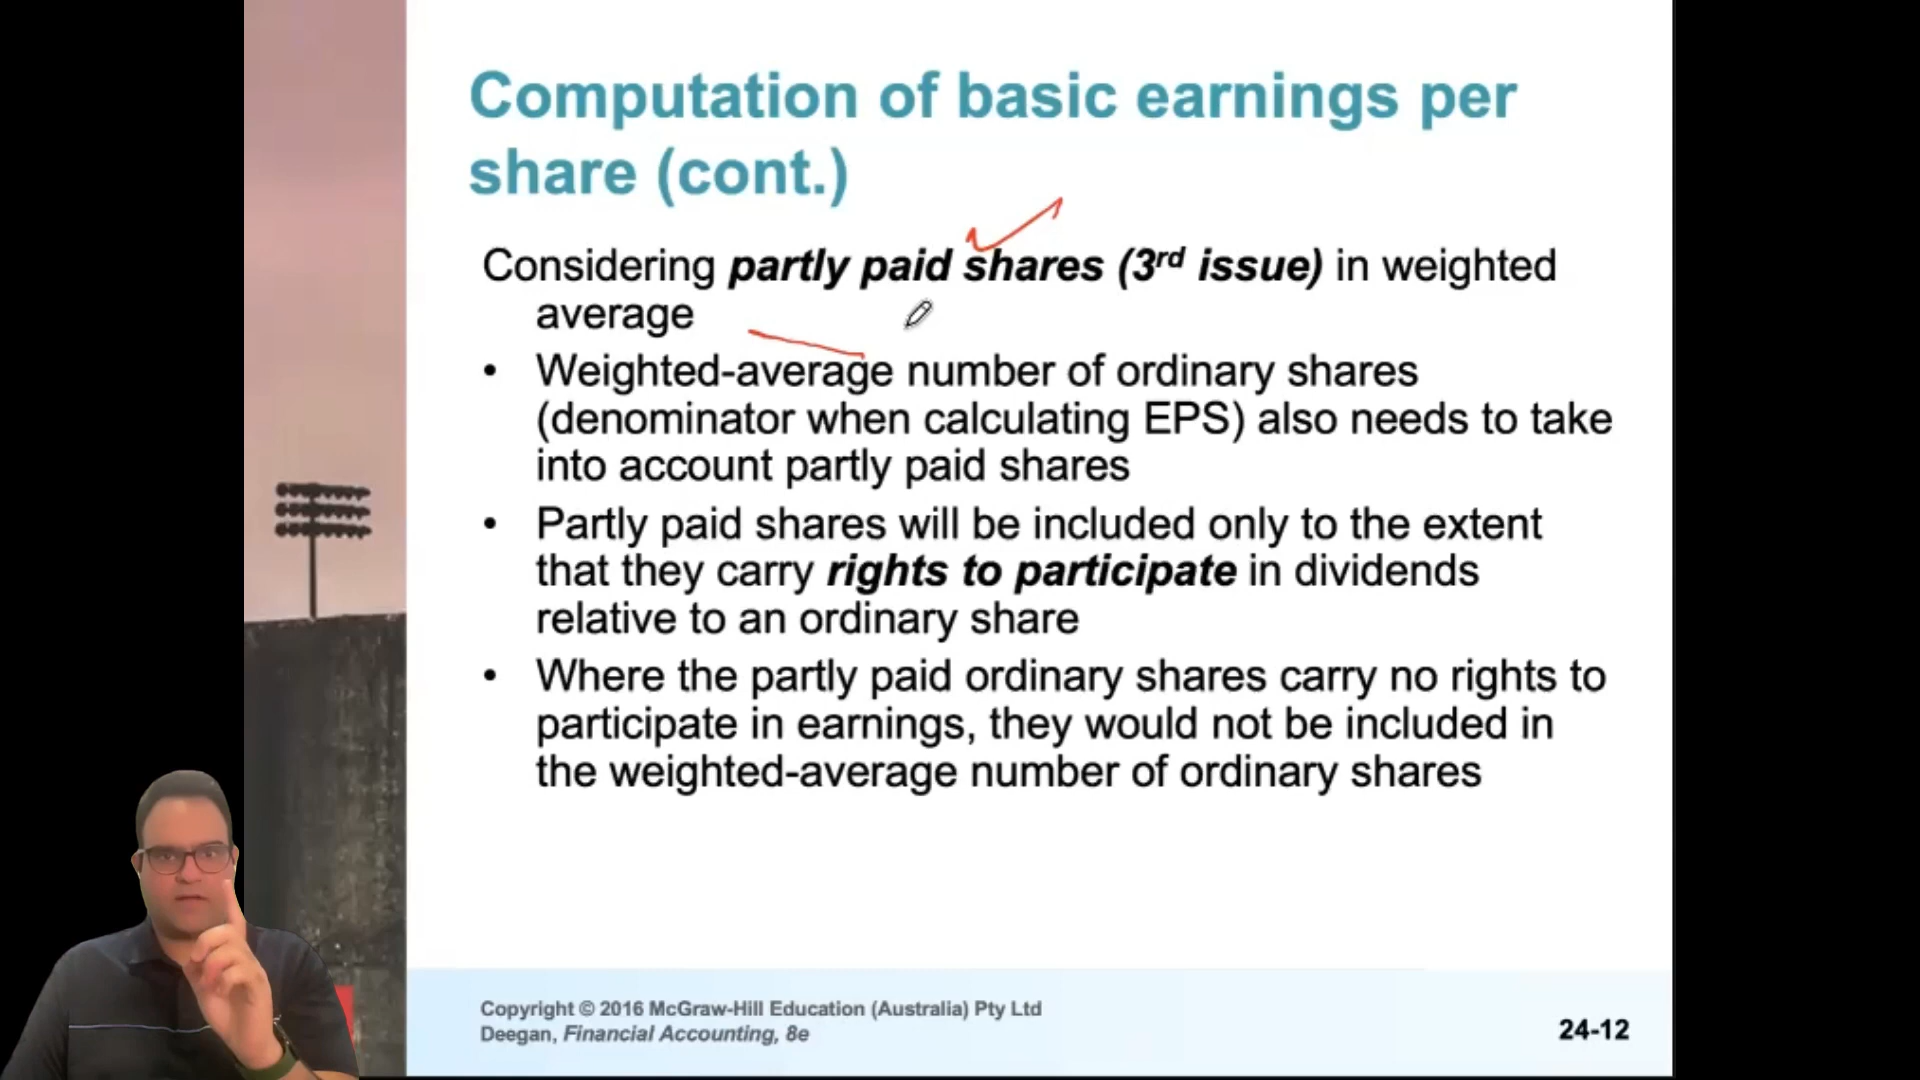 Computation of basic earnings per
share (cont.)
Considering partly paid shares (3rd issue) in weighted
average
• Weighted-average number of ordinary shares
(denominator when calculating EPS) also needs to take
into account partly paid shares
• Partly paid shares will be included only to the extent
that they carry rights to participate in dividends
relative to an ordinary share
• Where the partly paid ordinary shares carry no rights to
participate in earnings, they would not be included in
the weighted-average number of ordinary shares
Copyright © 2016 McGraw-Hill Education (Australia) Pty Ltd
Deegan, Financial Accounting, 8e
24-12